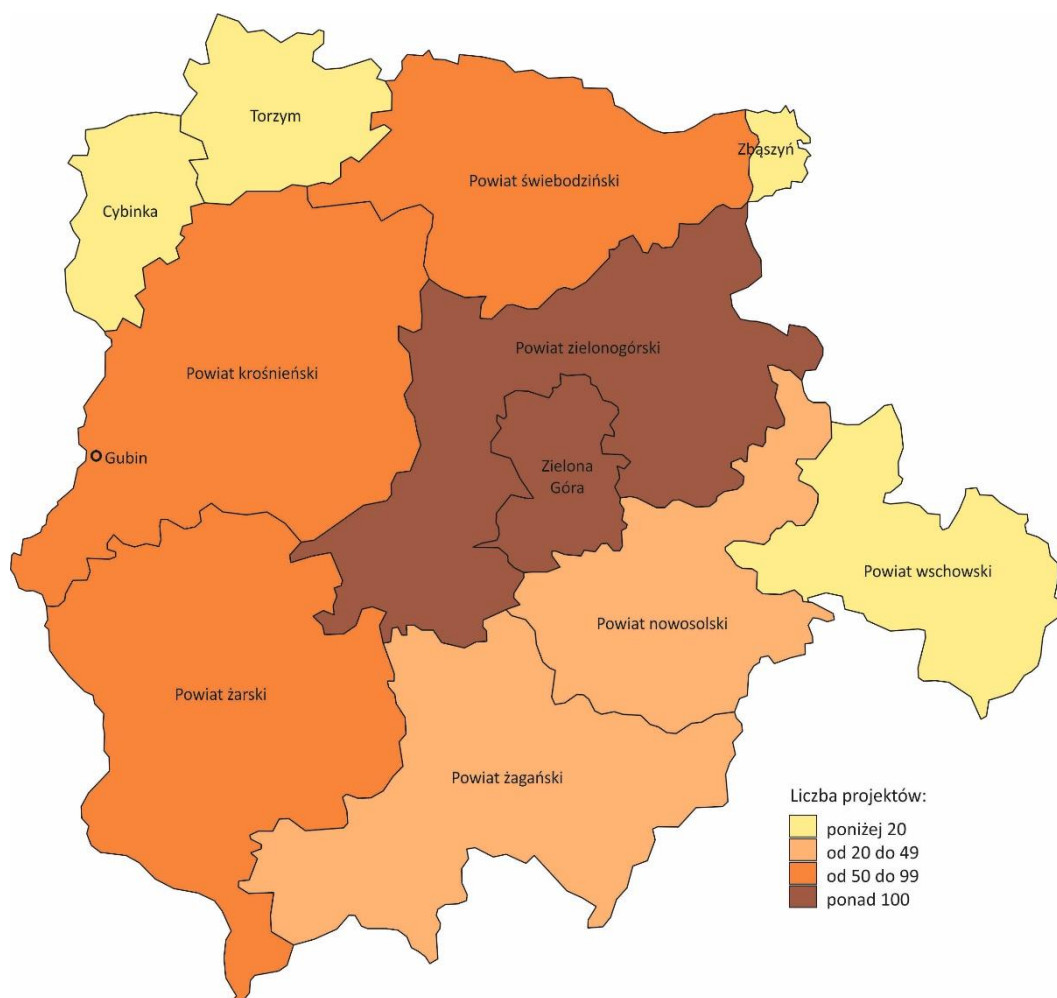 Torzym
Zbąszyń
Powiat świebodziński
Cybinka
Powiat zielonogórski
Powiat krośnieński
Gubin
Zielona
Góra
Powiat wschowski
Powiat nowosolski
Powiat żarski
Powiat żagański
Liczba projektów:
poniżej 20
od 20 do 49
od 50 do 99
ponad 100